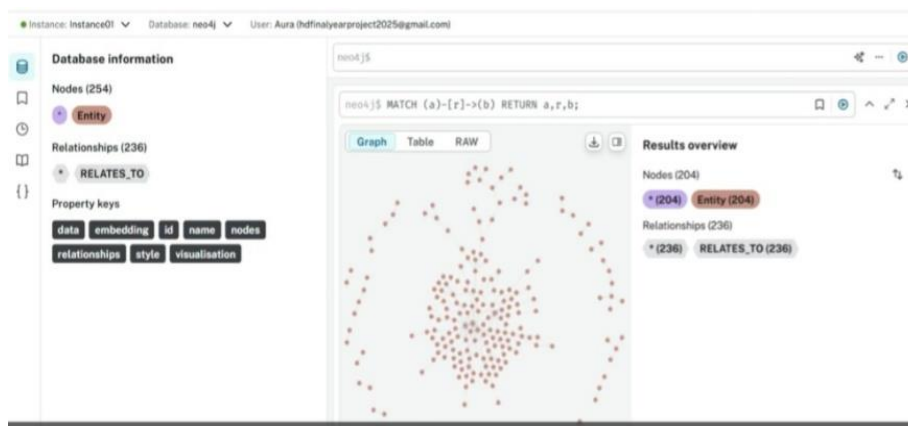 Instance: Instance01 Database: neo4j User: Aura (hdfinalyearproject2025@gmail.com)
Database information
Nodes (254)
* Entity
Relationships (236)
* RELATES_TO
Property keys
data embedding id name nodes
relationships style visualisation
neo4j$
neo4j$ MATCH (a)-[r]->(b) RETURN a,r,b;
Graph Table RAW
Results overview
Nodes (204)
* (204) Entity (204)
Relationships (236)
* (236) RELATES_TO (236)